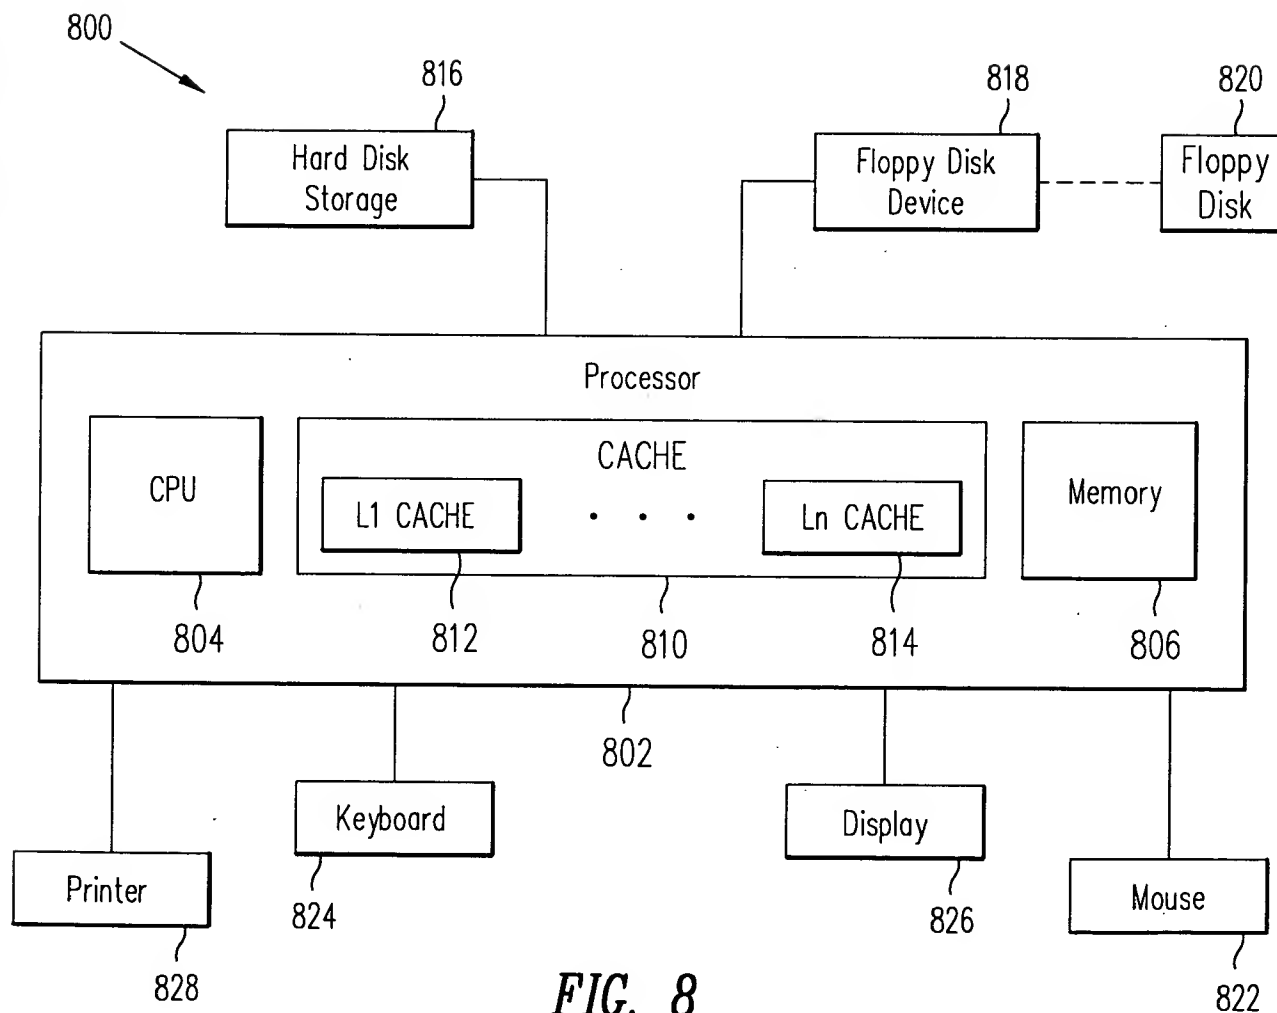 800
816
818
820
Hard Disk
Storage
Floppy Disk
Device
Floppy
Disk
Processor
CPU
CACHE
L1 CACHE
. . .
Ln CACHE
Memory
804
812
810
814
806
802
Keyboard
Display
Printer
Mouse
824
826
828
822
FIG. 8